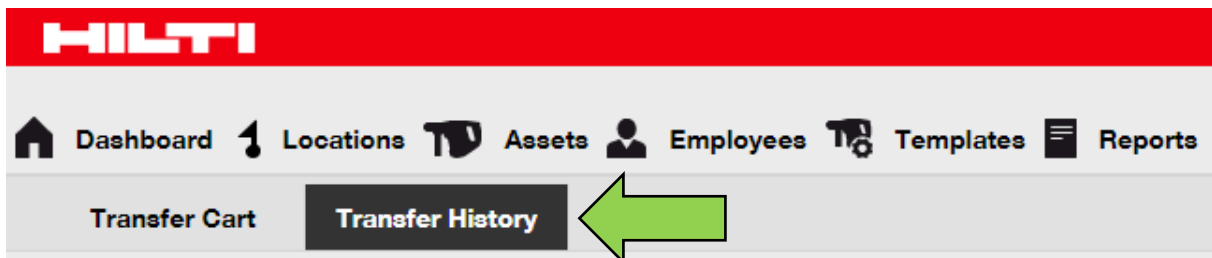 HILTI
Dashboard Locations Assets Employees Templates Reports
Transfer Cart Transfer History